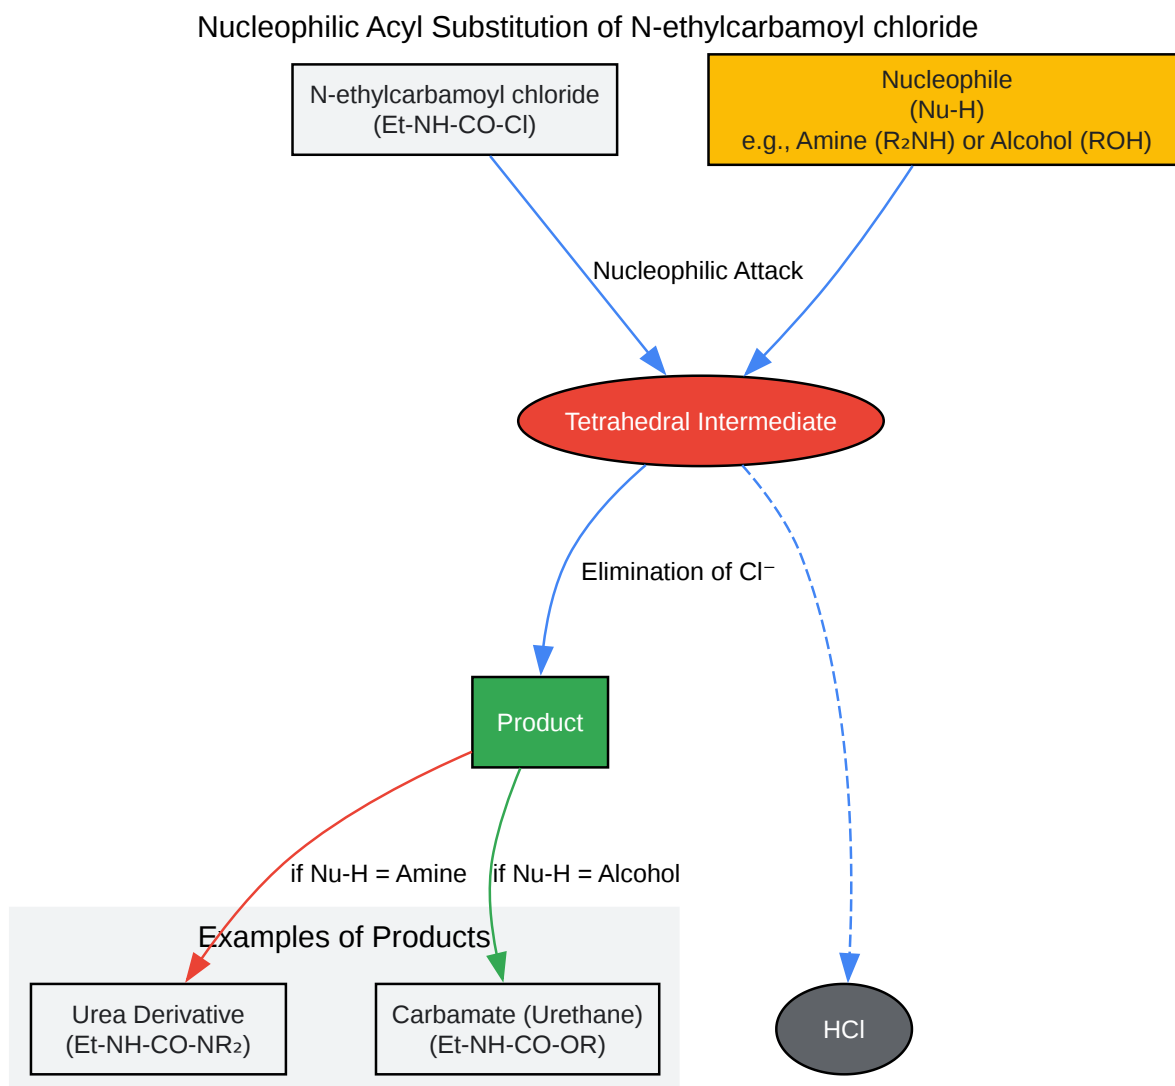 Nucleophilic Acyl Substitution of N-ethylcarbamoyl chloride
N-ethylcarbamoyl chloride
(Et-NH-CO-Cl)
Nucleophile
(Nu-H)
e.g., Amine (R₂NH) or Alcohol (ROH)
Nucleophilic Attack
Tetrahedral Intermediate
Elimination of Cl⁻
Product
if Nu-H = Amine
if Nu-H = Alcohol
Examples of Products
Urea Derivative
(Et-NH-CO-NR₂)
Carbamate (Urethane)
(Et-NH-CO-OR)
HCl